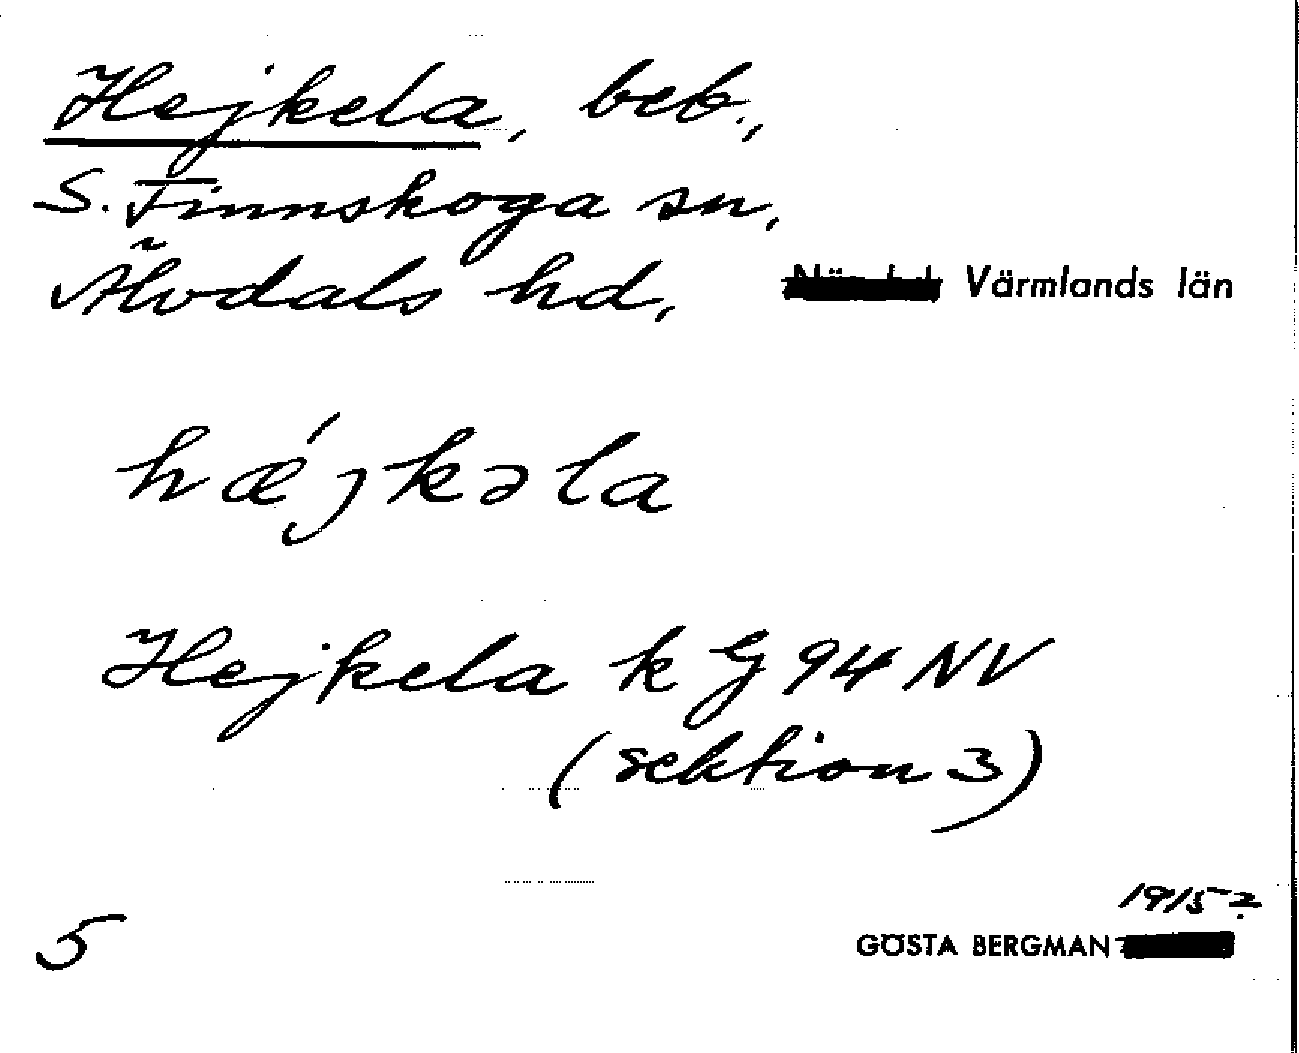 Hejkela, beb.,
S. Finnskoga sn,
Älvdals hd, Värmlands län
hǽjkəla
Hejkela k G 94 NV
(sektion 3)
1915?
5 GÖSTA BERGMAN